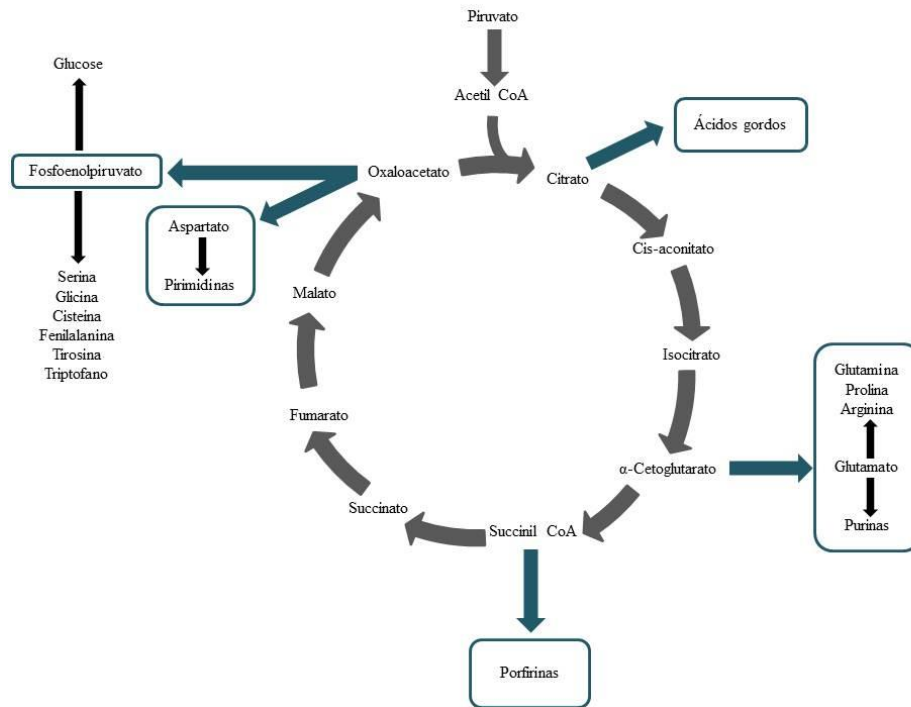 Piruvato
Glucose
Acetil CoA
Ácidos gordos
Fosfoenolpiruvato
Oxaloacetato
Citrato
Aspartato
Pirimidinas
Cis-aconitato
Serina
Glicina
Cisteina
Fenilalanina
Tirosina
Triptofano
Malato
Isocitrato
Glutamina
Prolina
Arginina
Fumarato
α-Cetoglutarato
Glutamato
Succinato
Succinil CoA
Purinas
Porfirinas